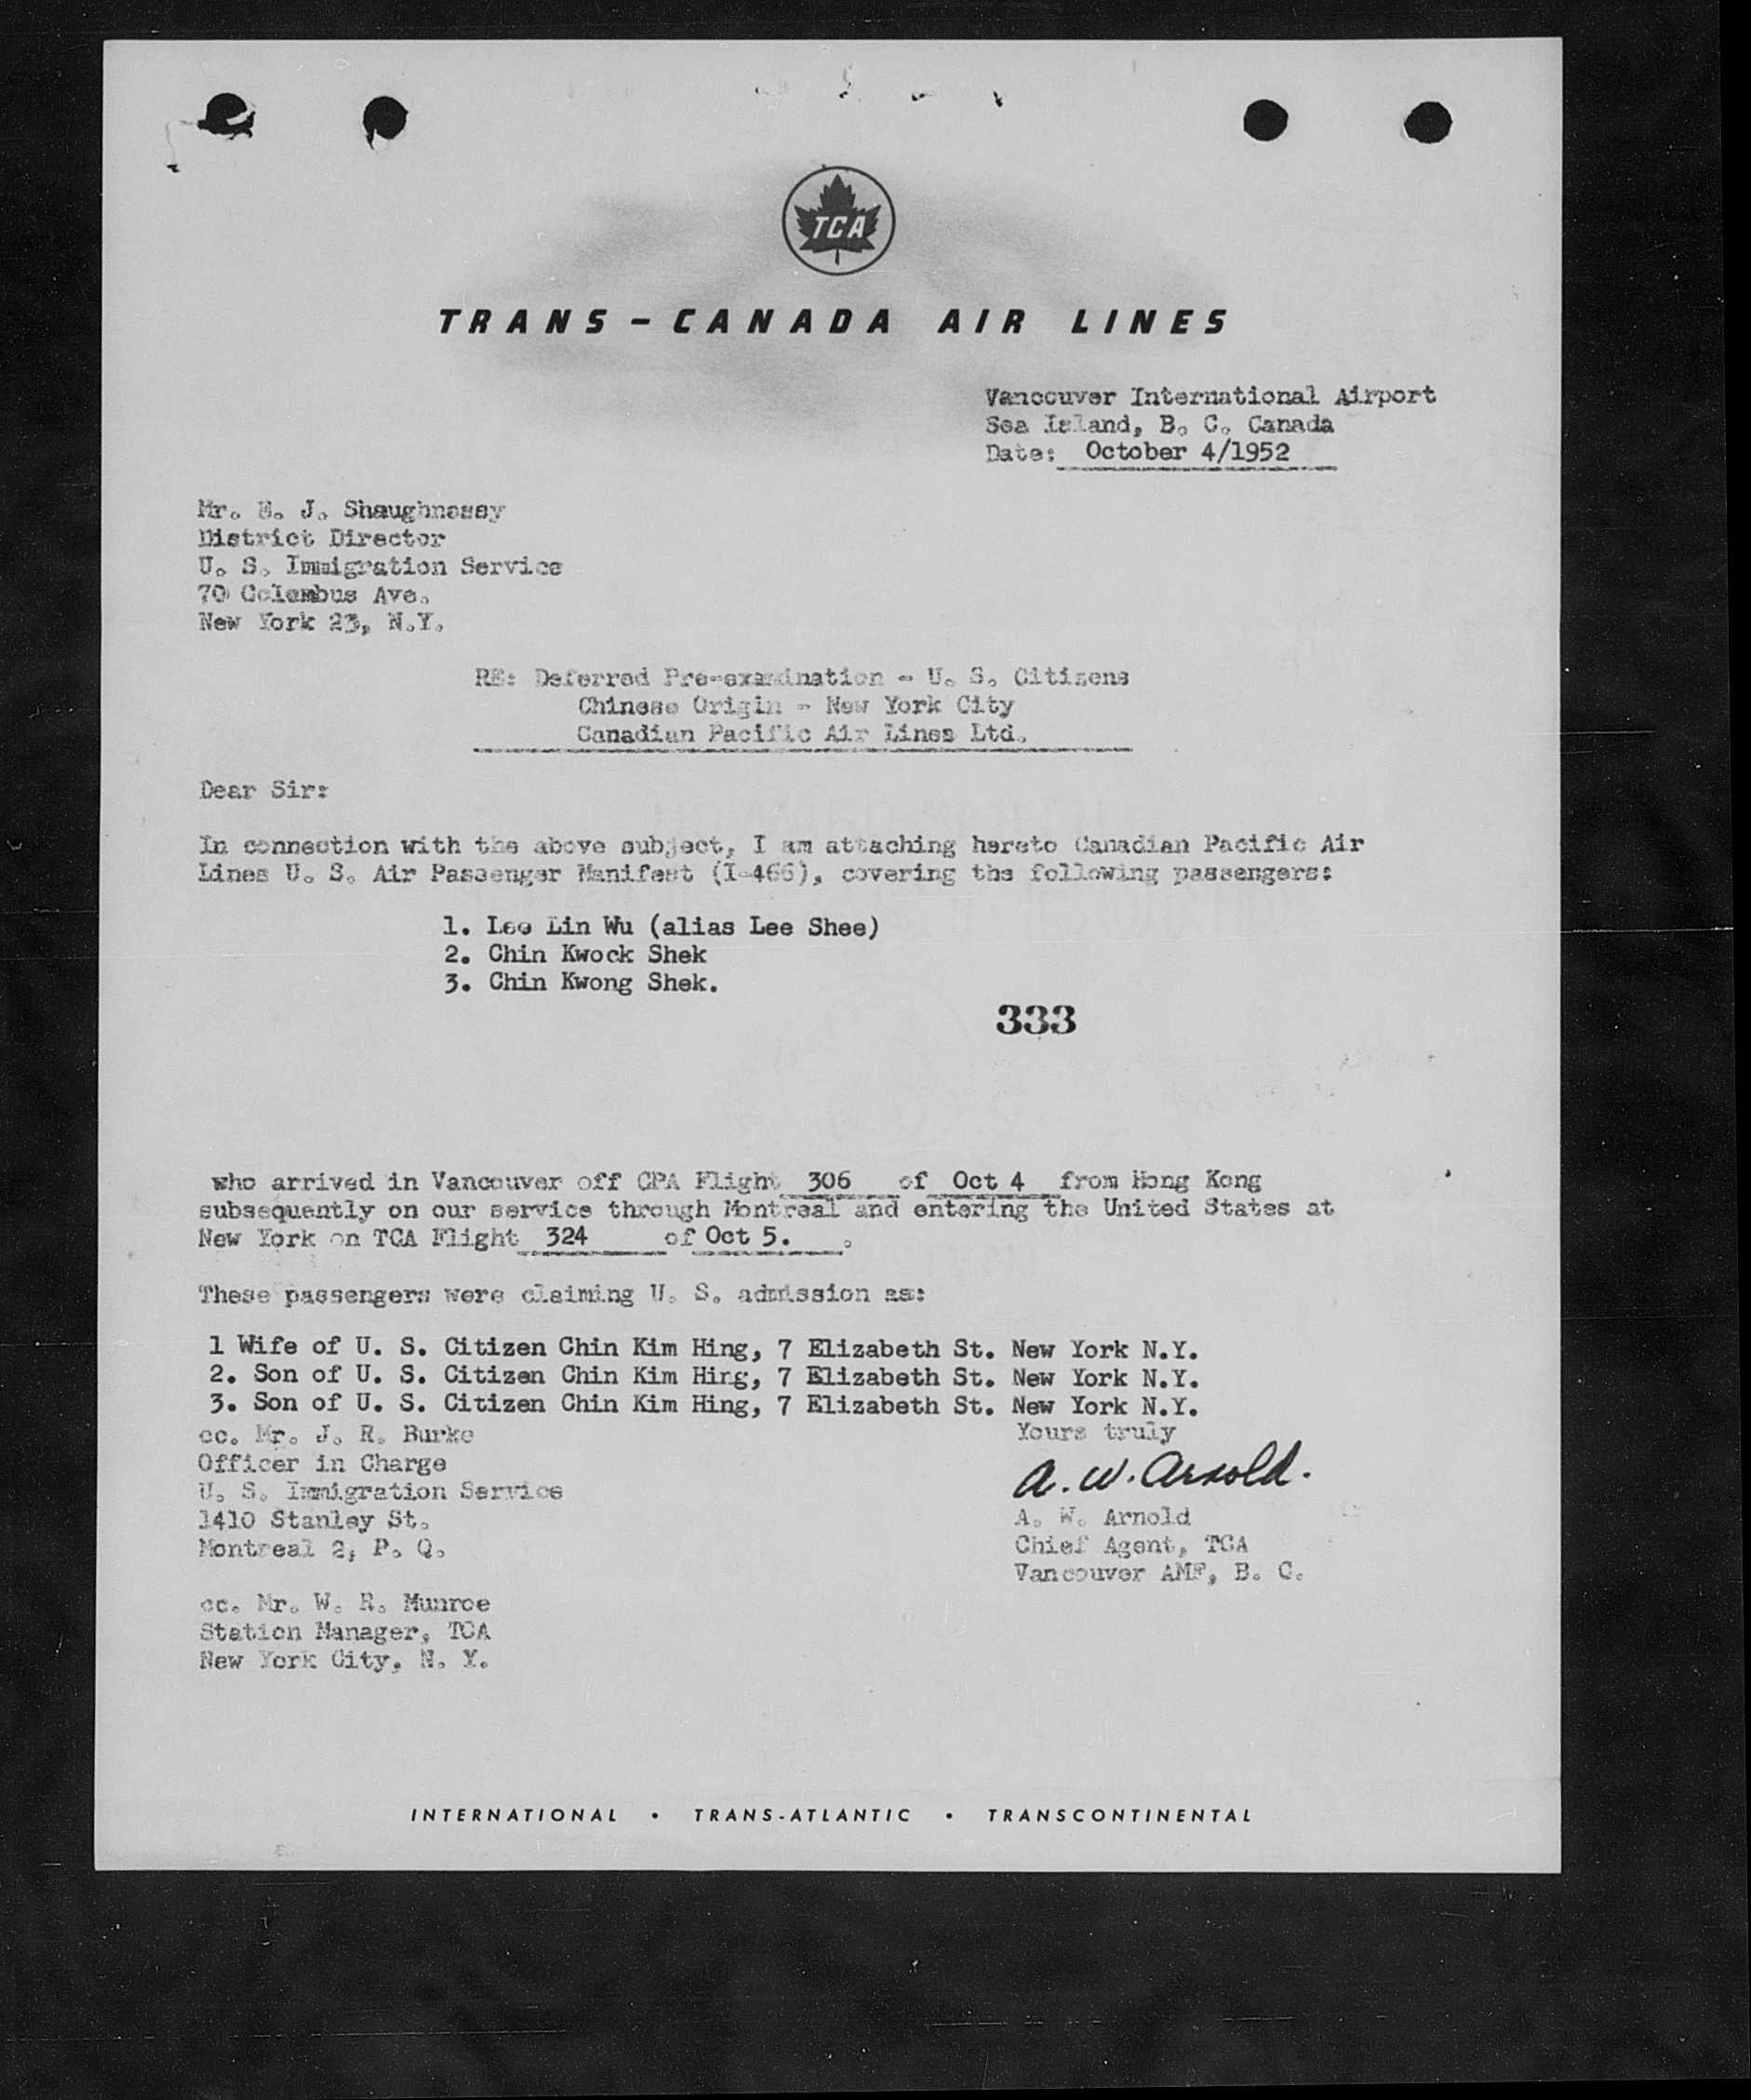 TCA
TRANS-CANADA AIR LINES
Vancouver International Airport
Sea Island, B. C. Canada
Date: October 4/1952
Mr. E. J. Shaughnessy
District Director
U. S. Immigration Service
70 Columbus Ave.
New York 23, N.Y.
RE: Deferred Pre-examination - U. S. Citizens
Chinese Origin - New York City
Canadian Pacific Air Lines Ltd.
Dear Sir:
In connection with the above subject, I am attaching hereto Canadian Pacific Air
Lines U. S. Air Passenger Manifest (I-466), covering the following passengers:
1. Lee Lin Wu (alias Lee Shee)
2. Chin Kwock Shek
3. Chin Kwong Shek.
333
who arrived in Vancouver off CPA Flight 306 of Oct 4 from Hong Kong
subsequently on our service through Montreal and entering the United States at
New York on TCA Flight 324 of Oct 5. .
These passengers were claiming U. S. admission as:
1 Wife of U. S. Citizen Chin Kim Hing, 7 Elizabeth St. New York N.Y.
2. Son of U. S. Citizen Chin Kim Hing, 7 Elizabeth St. New York N.Y.
3. Son of U. S. Citizen Chin Kim Hing, 7 Elizabeth St. New York N.Y.
cc. Mr. J. R. Burke
Officer in Charge
U. S. Immigration Service
1410 Stanley St.
Montreal 2, P. Q.
Yours truly
A. W. Arnold.
A. W. Arnold
Chief Agent, TCA
Vancouver AMF, B. C.
cc. Mr. W. R. Munroe
Station Manager, TCA
New York City, N. Y.
INTERNATIONAL • TRANS-ATLANTIC • TRANSCONTINENTAL